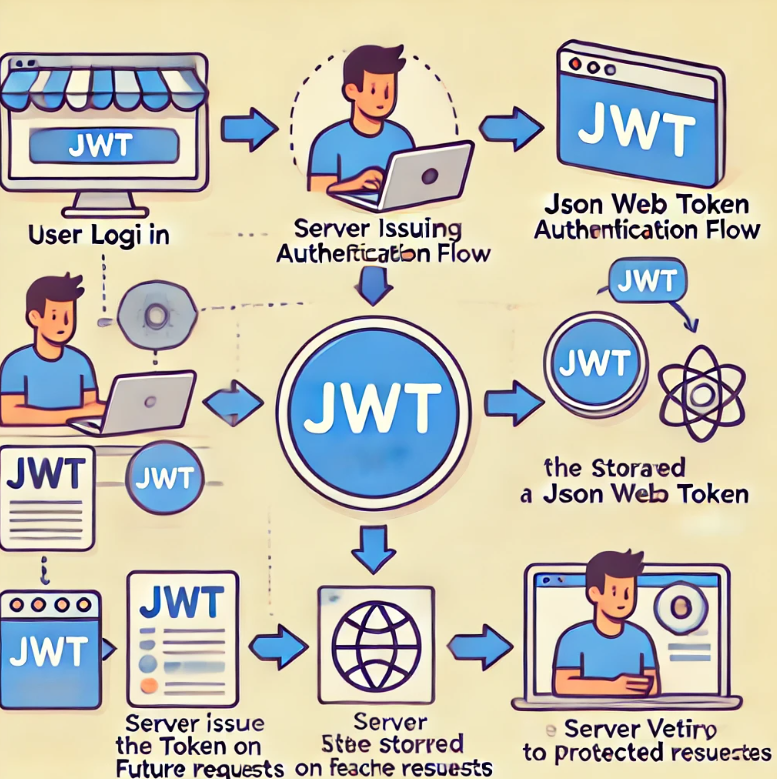 JWT
JWT
User Logi in
Server Issuing
Authefication Flow
Json Web Token
Authenfication Flow
JWT
JWT
JWT
JWT
JWT
the Storared
a Json Web Token
JWT
JWT
Server issue
the Token on
Future requests
Server
Stee storred
on feache resuests
e Server Vetiro
to protected resuestes